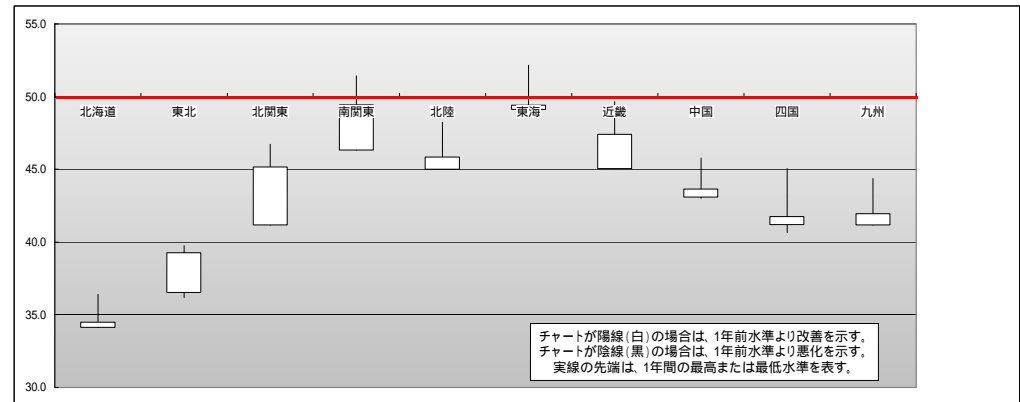 55.0
50.0
北海道 東北 北関東 南関東 北陸 東海 近畿 中国 四国 九州
45.0
40.0
35.0
チャートが陽線(白)の場合は、1年前水準より改善を示す。
チャートが陰線(黒)の場合は、1年前水準より悪化を示す。
実線の先端は、1年間の最高または最低水準を表す。
30.0